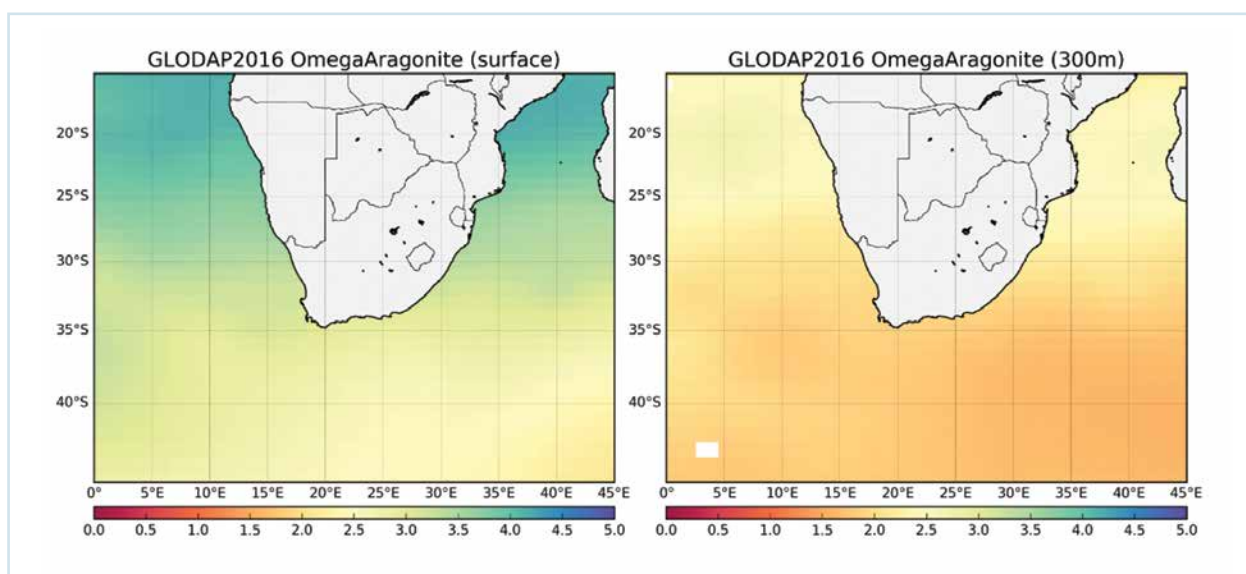 GLODAP2016 OmegaAragonite (surface)
20°S
25°S
30°S
35°S
40°S
0° 5°E 10°E 15°E 20°E 25°E 30°E 35°E 40°E 45°E
0.0 0.5 1.0 1.5 2.0 2.5 3.0 3.5 4.0 4.5 5.0
GLODAP2016 OmegaAragonite (300m)
20°S
25°S
30°S
35°S
40°S
0° 5°E 10°E 15°E 20°E 25°E 30°E 35°E 40°E 45°E
0.0 0.5 1.0 1.5 2.0 2.5 3.0 3.5 4.0 4.5 5.0